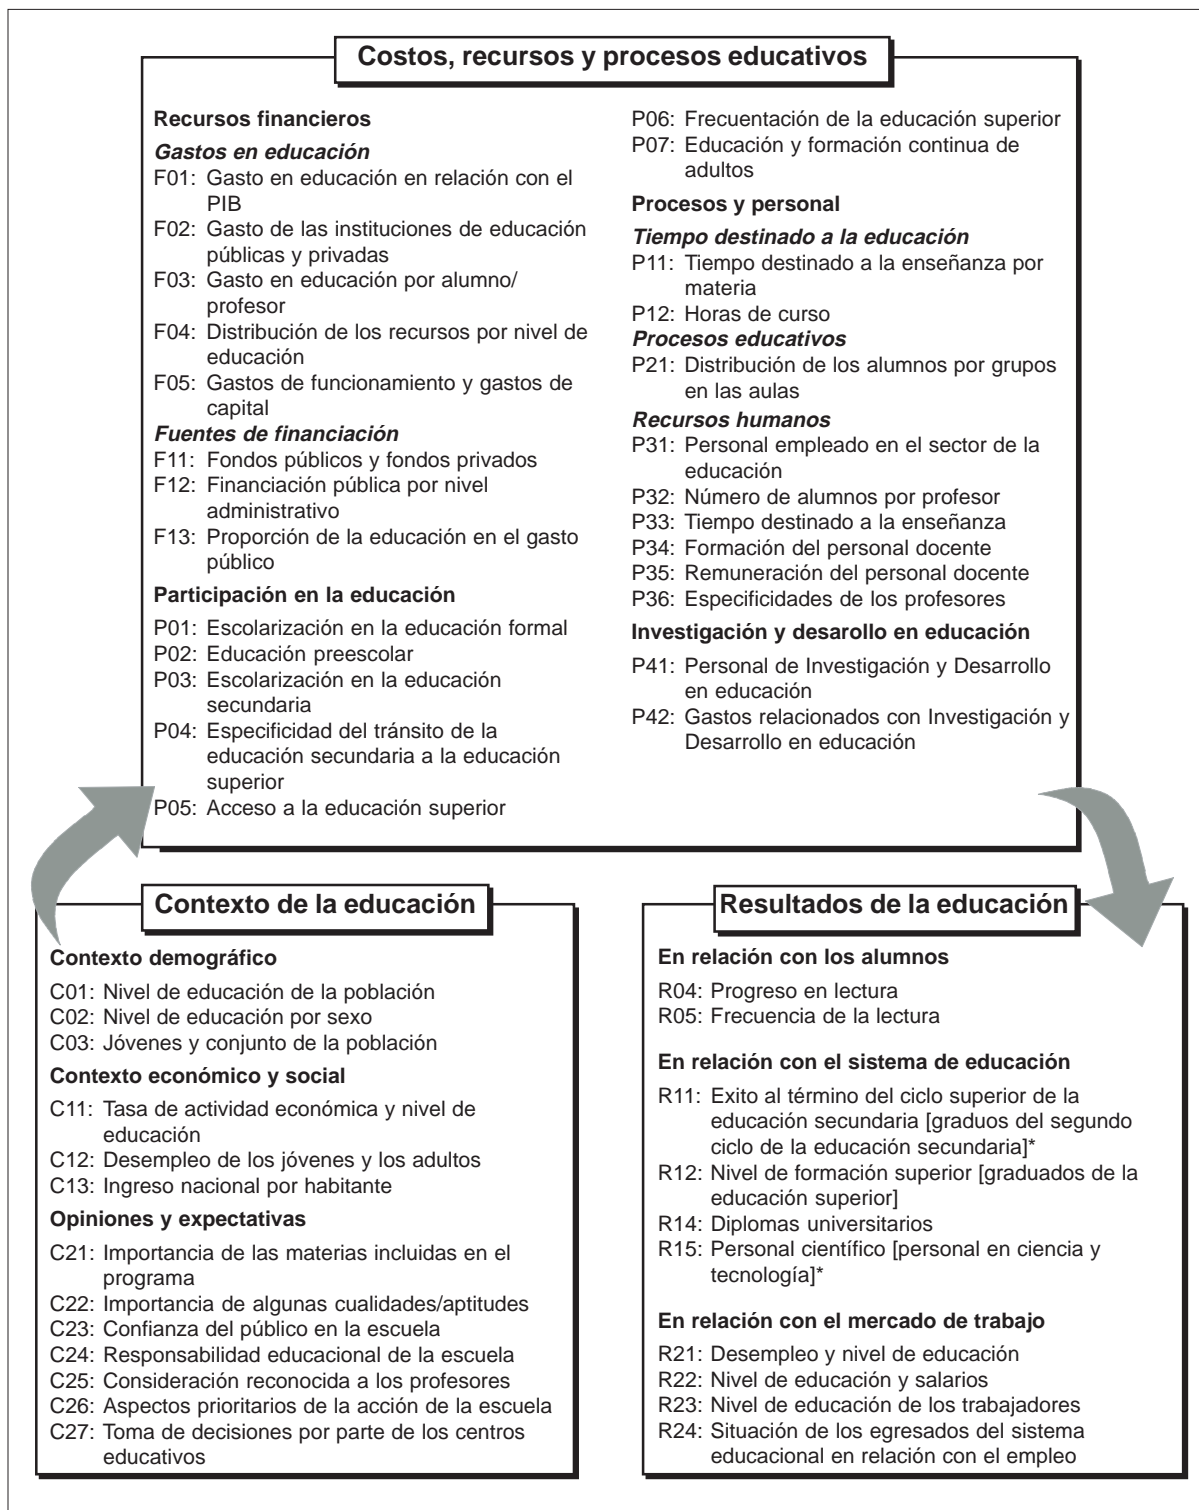 Costos, recursos y procesos educativos
Recursos financieros
Gastos en educación
F01: Gasto en educación en relación con el
PIB
F02: Gasto de las instituciones de educación
públicas y privadas
F03: Gasto en educación por alumno/
profesor
F04: Distribución de los recursos por nivel de
educación
F05: Gastos de funcionamiento y gastos de
capital
Fuentes de financiación
F11: Fondos públicos y fondos privados
F12: Financiación pública por nivel
administrativo
F13: Proporción de la educación en el gasto
público
Participación en la educación
P01: Escolarización en la educación formal
P02: Educación preescolar
P03: Escolarización en la educación
secundaria
P04: Especificidad del tránsito de la
educación secundaria a la educación
superior
P05: Acceso a la educación superior
P06: Frecuentación de la educación superior
P07: Educación y formación continua de
adultos
Procesos y personal
Tiempo destinado a la educación
P11: Tiempo destinado a la enseñanza por
materia
P12: Horas de curso
Procesos educativos
P21: Distribución de los alumnos por grupos
en las aulas
Recursos humanos
P31: Personal empleado en el sector de la
educación
P32: Número de alumnos por profesor
P33: Tiempo destinado a la enseñanza
P34: Formación del personal docente
P35: Remuneración del personal docente
P36: Especificidades de los profesores
Investigación y desarollo en educación
P41: Personal de Investigación y Desarrollo
en educación
P42: Gastos relacionados con Investigación y
Desarrollo en educación
Contexto de la educación
Contexto demográfico
C01: Nivel de educación de la población
C02: Nivel de educación por sexo
C03: Jóvenes y conjunto de la población
Contexto económico y social
C11: Tasa de actividad económica y nivel de
educación
C12: Desempleo de los jóvenes y los adultos
C13: Ingreso nacional por habitante
Opiniones y expectativas
C21: Importancia de las materias incluidas en el
programa
C22: Importancia de algunas cualidades/aptitudes
C23: Confianza del público en la escuela
C24: Responsabilidad educacional de la escuela
C25: Consideración reconocida a los profesores
C26: Aspectos prioritarios de la acción de la escuela
C27: Toma de decisiones por parte de los centros
educativos
Resultados de la educación
En relación con los alumnos
R04: Progreso en lectura
R05: Frecuencia de la lectura
En relación con el sistema de educación
R11: Exito al término del ciclo superior de la
educación secundaria [graduos del segundo
ciclo de la educación secundaria]*
R12: Nivel de formación superior [graduados de la
educación superior]
R14: Diplomas universitarios
R15: Personal científico [personal en ciencia y
tecnología]*
En relación con el mercado de trabajo
R21: Desempleo y nivel de educación
R22: Nivel de educación y salarios
R23: Nivel de educación de los trabajadores
R24: Situación de los egresados del sistema
educacional en relación con el empleo